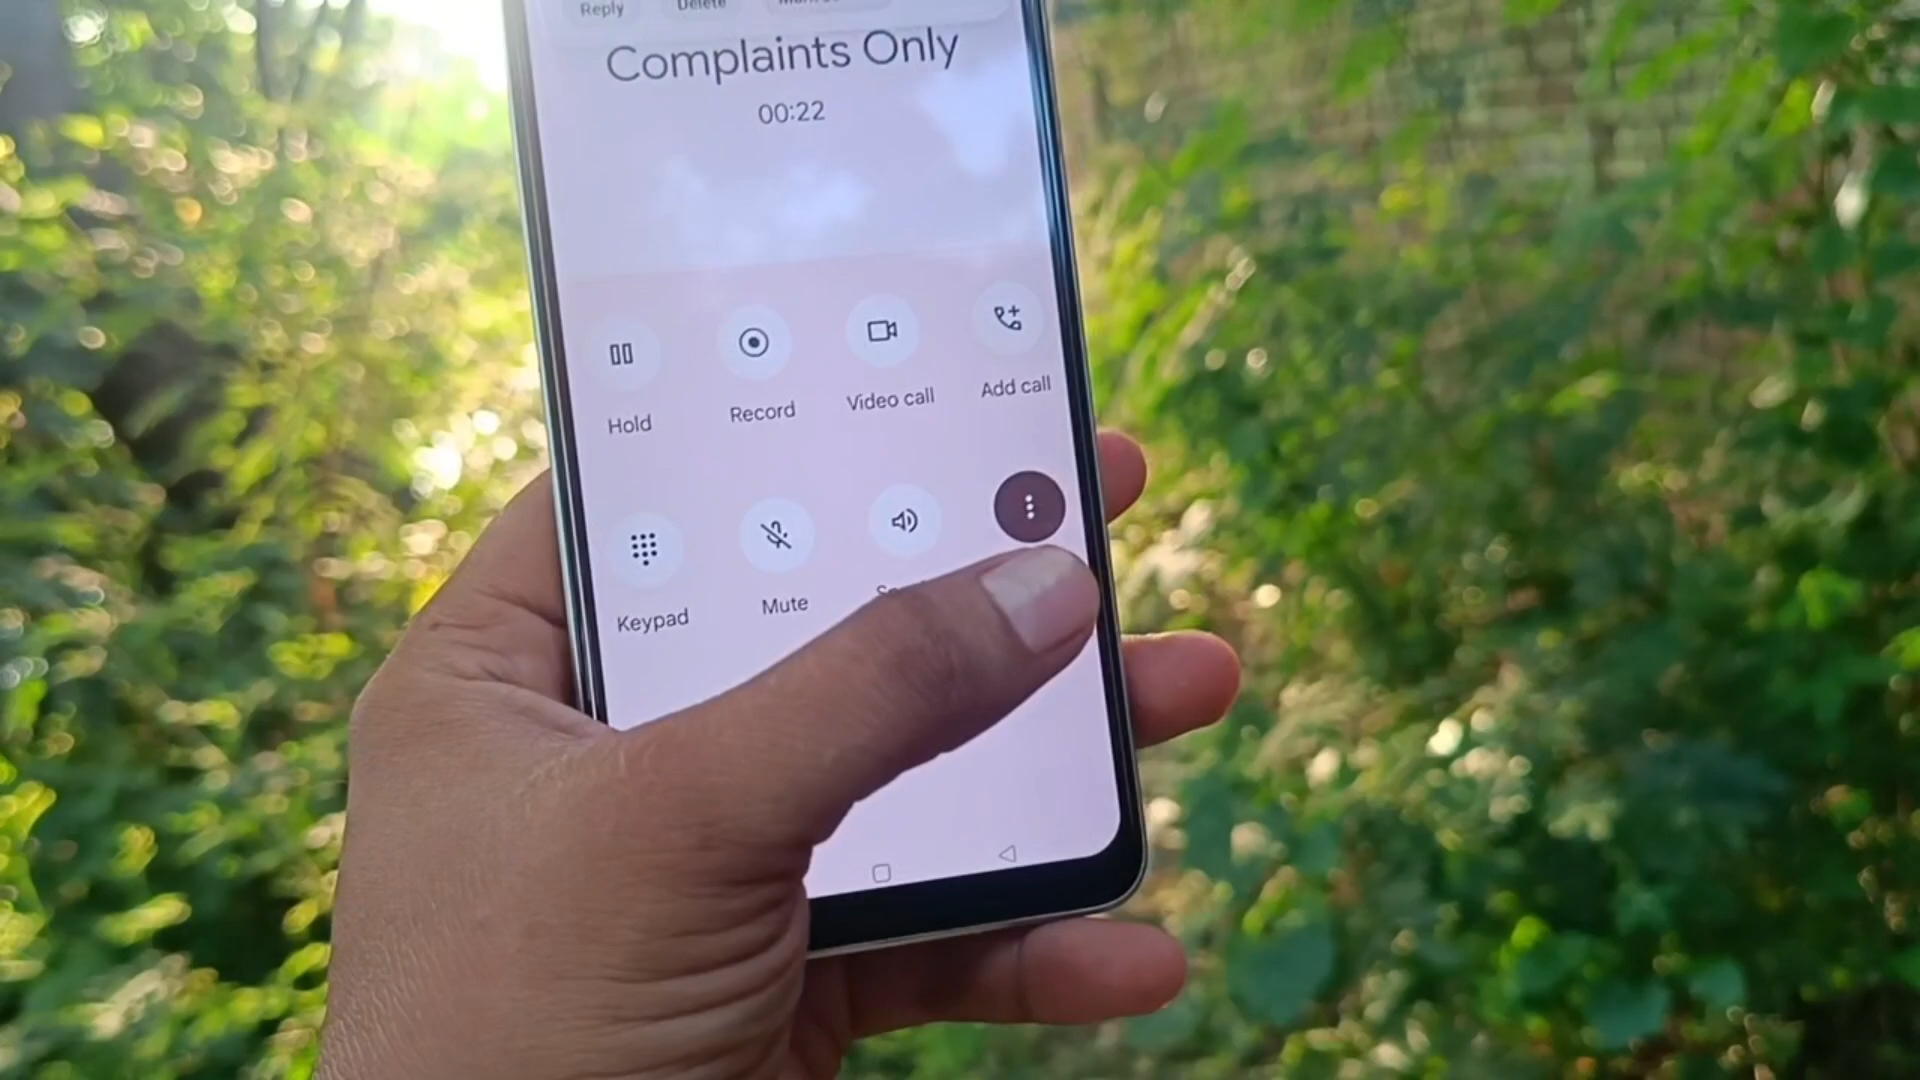 Reply
Delete
Complaints Only
00:22
Hold
Record
Video call
Add call
Keypad
Mute